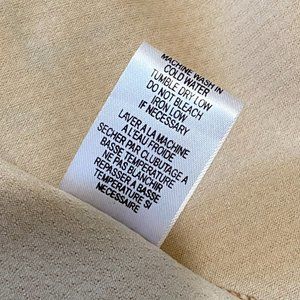 MACHINE WASH IN
COLD WATER
TUMBLE DRY LOW
DO NOT BLEACH
IRON LOW
IF NECESSARY
LAVER A LA MACHINE
A L'EAU FROIDE
SECHER PAR CLUBUTAGE A
BASSE TEMPERATURE
NE PAS BLANCHIR
REPASSER A BASSE
TEMPERATURE SI
NECESSAIRE